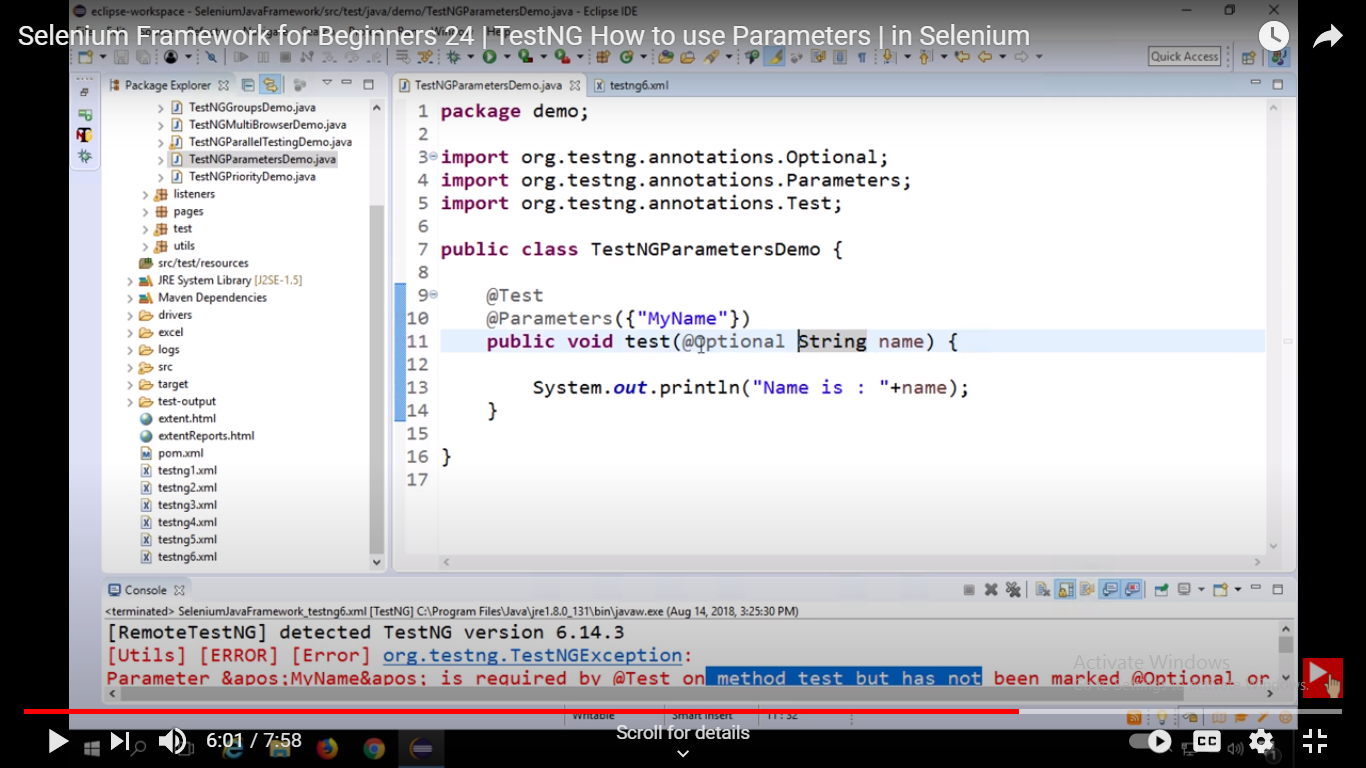 eclipse-workspace - SeleniumJavaFramework/src/test/java/demo/TestNGParametersDemo.java - Eclipse IDE
Selenium Framework for Beginners 24 | TestNG How to use Parameters | in Selenium
Quick Access
Package Explorer
TestNGParametersDemo.java
testng6.xml
TestNGGroupsDemo.java
TestNGMultiBrowserDemo.java
TestNGParallelTestingDemo.java
TestNGParametersDemo.java
TestNGPriorityDemo.java
listeners
pages
test
utils
src/test/resources
JRE System Library [J2SE-1.5]
Maven Dependencies
drivers
excel
logs
src
target
test-output
extent.html
extentReports.html
pom.xml
testng1.xml
testng2.xml
testng3.xml
testng4.xml
testng5.xml
testng6.xml
1 package demo;
2
3 import org.testng.annotations.Optional;
4 import org.testng.annotations.Parameters;
5 import org.testng.annotations.Test;
6
7 public class TestNGParametersDemo {
8
9 @Test
10 @Parameters({"MyName"})
11 public void test(@Optional String name) {
12
13 System.out.println("Name is : "+name);
14 }
15
16 }
17
Console
<terminated> SeleniumJavaFramework_testng6.xml [TestNG] C:\Program Files\Java\jre1.8.0_131\bin\javaw.exe (Aug 14, 2018, 3:25:30 PM)
[RemoteTestNG] detected TestNG version 6.14.3
[Utils] [ERROR] [Error] org.testng.TestNGException:
Parameter &apos;MyName&apos; is required by @Test on method test but has not been marked @Optional or
Activate Windows
Writable
Smart Insert
11 : 32
6:01 / 7:58
Scroll for details
CC